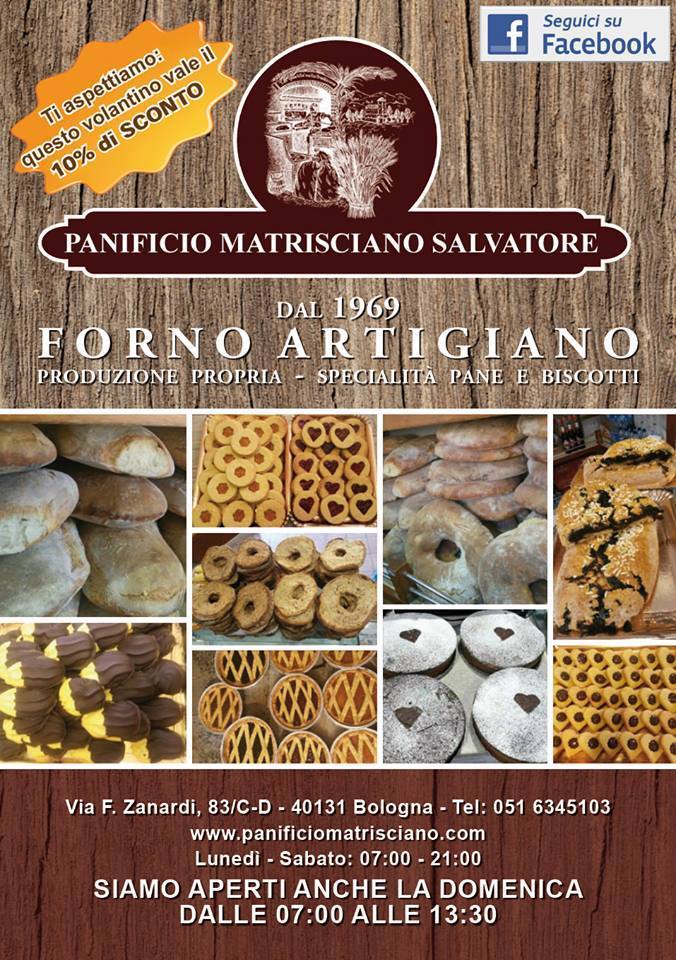 Seguici su
Facebook
Ti aspettiamo:
questo volantino vale il
10% di SCONTO
PANIFICIO MATRISCIANO SALVATORE
DAL 1969
FORNO ARTIGIANO
PRODUZIONE PROPRIA - SPECIALITÀ PANE E BISCOTTI
Via F. Zanardi, 83/C-D - 40131 Bologna - Tel: 051 6345103
www.panificiomatrisciano.com
Lunedì - Sabato: 07:00 - 21:00
SIAMO APERTI ANCHE LA DOMENICA
DALLE 07:00 ALLE 13:30